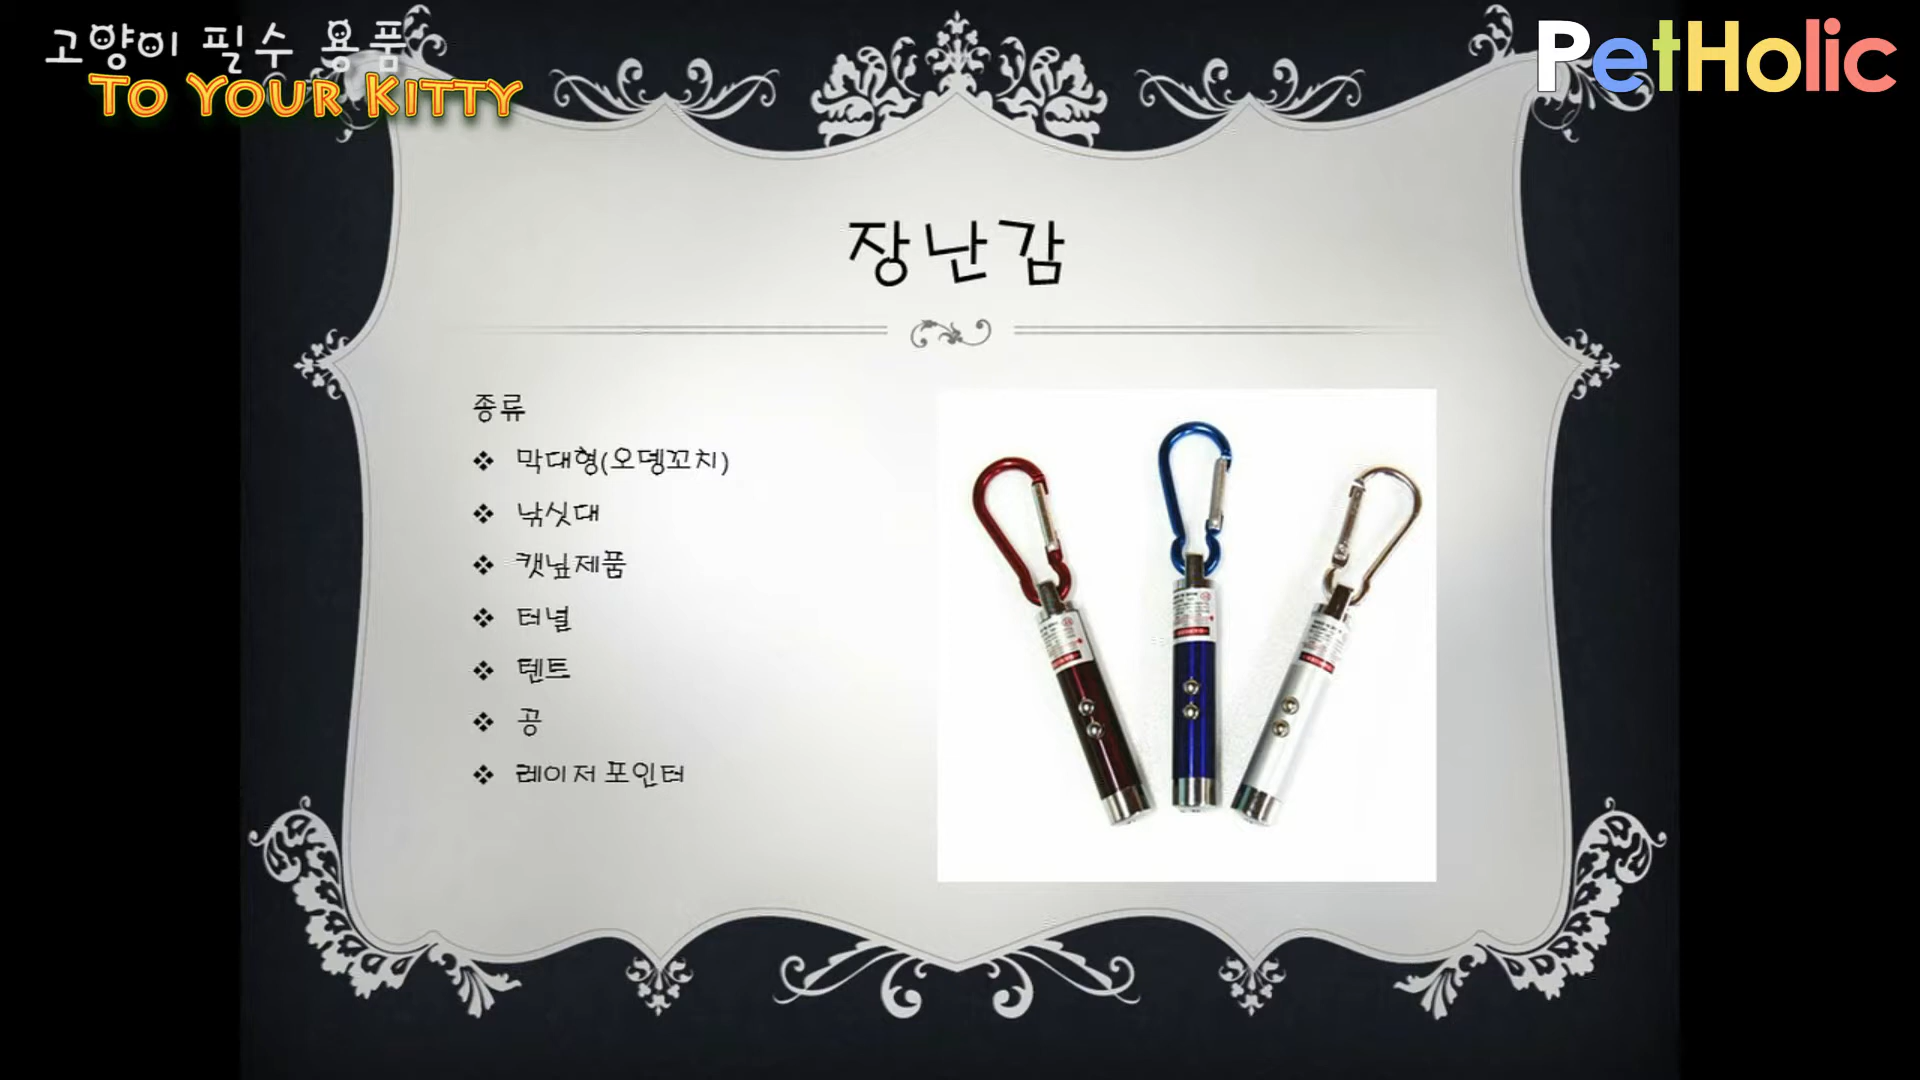 고양이 필수 용품
TO YOUR KITTY
PetHolic
장난감
종류
❖ 막대형(오뎅꼬치)
❖ 낚싯대
❖ 캣닢제품
❖ 터널
❖ 텐트
❖ 공
❖ 레이저 포인터